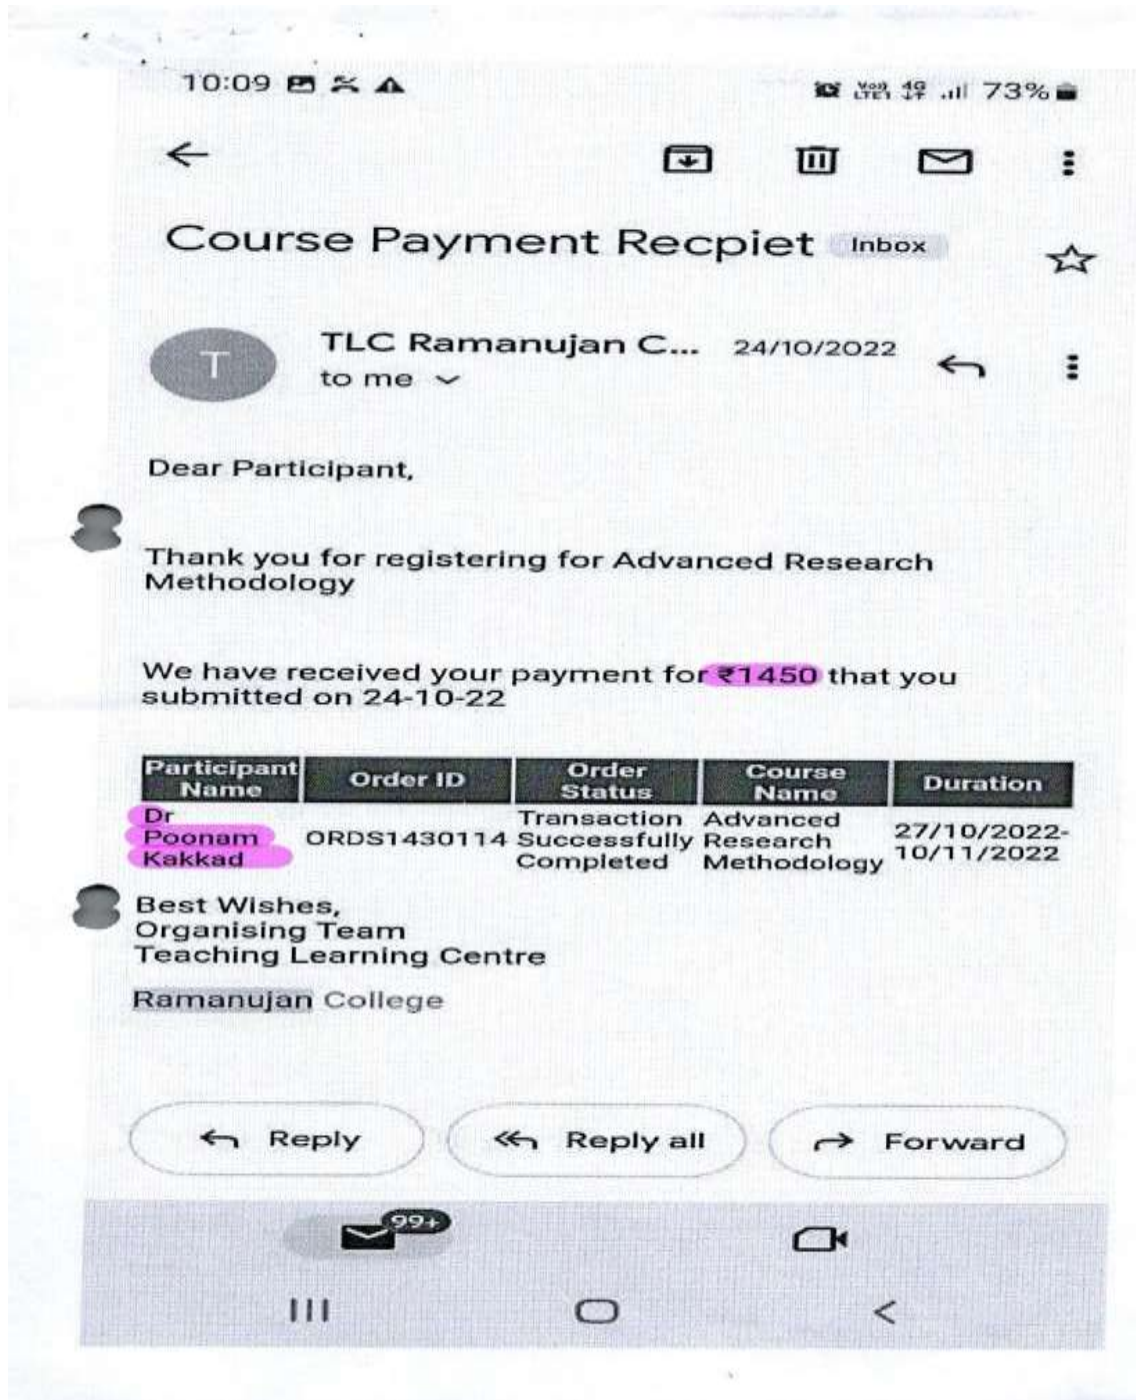 10:09 VoD LTE1 4G 73%
Course Payment Recpiet Inbox
T TLC Ramanujan C... 24/10/2022
to me
Dear Participant,
Thank you for registering for Advanced Research
Methodology
We have received your payment for ₹1450 that you
submitted on 24-10-22
Participant Name Order ID Order Status Course Name Duration
Dr Poonam Kakkad ORDS1430114 Transaction Successfully Completed Advanced Research Methodology 27/10/2022-10/11/2022
Best Wishes,
Organising Team
Teaching Learning Centre
Ramanujan College
Reply Reply all Forward
99+